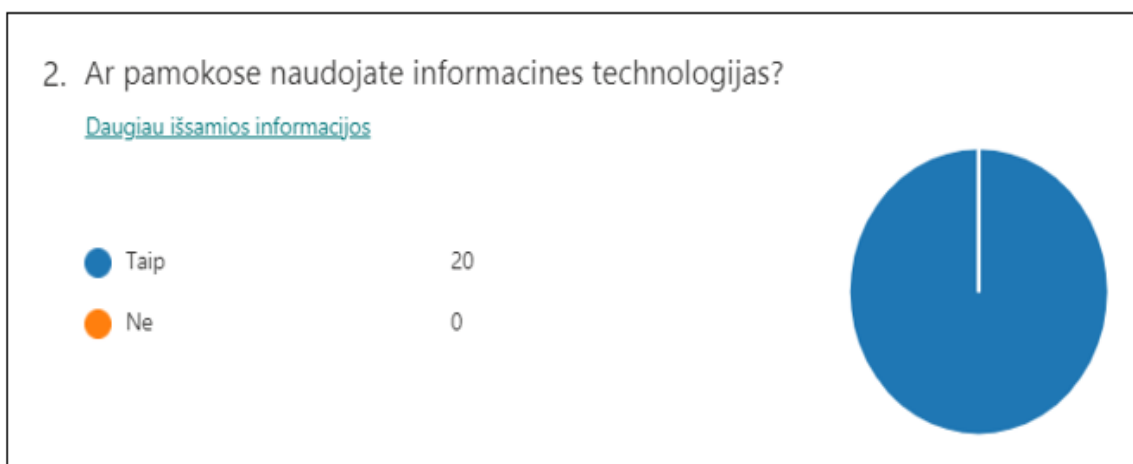 2. Ar pamokose naudojate informacines technologijas?
Daugiau išsamios informacijos
Taip 20
Ne 0